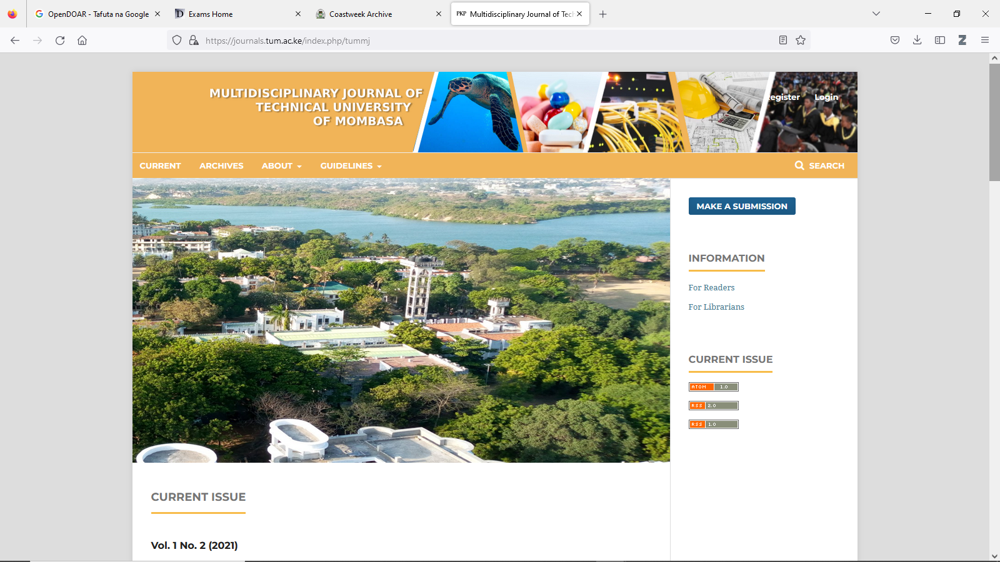 OpenDOAR - Tafuta na Google
Exams Home
Coastweek Archive
PKP Multidisciplinary Journal of Tec
https://journals.tum.ac.ke/index.php/tummj
MULTIDISCIPLINARY JOURNAL OF
TECHNICAL UNIVERSITY
OF MOMBASA
Register Login
CURRENT ARCHIVES ABOUT GUIDELINES SEARCH
MAKE A SUBMISSION
INFORMATION
For Readers
For Librarians
CURRENT ISSUE
ATOM 1.0
RSS 2.0
RSS 1.0
CURRENT ISSUE
Vol. 1 No. 2 (2021)